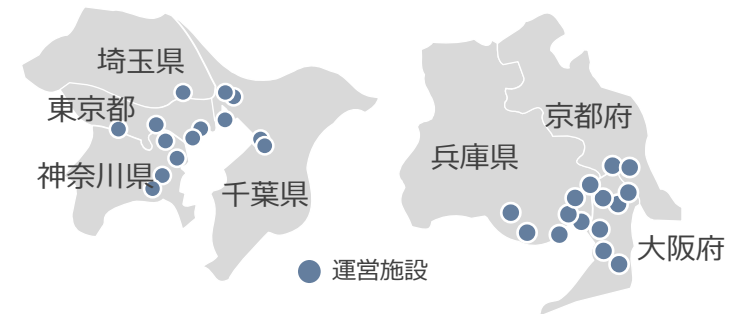 埼玉県
東京都
神奈川県
千葉県
京都府
兵庫県
大阪府
運営施設